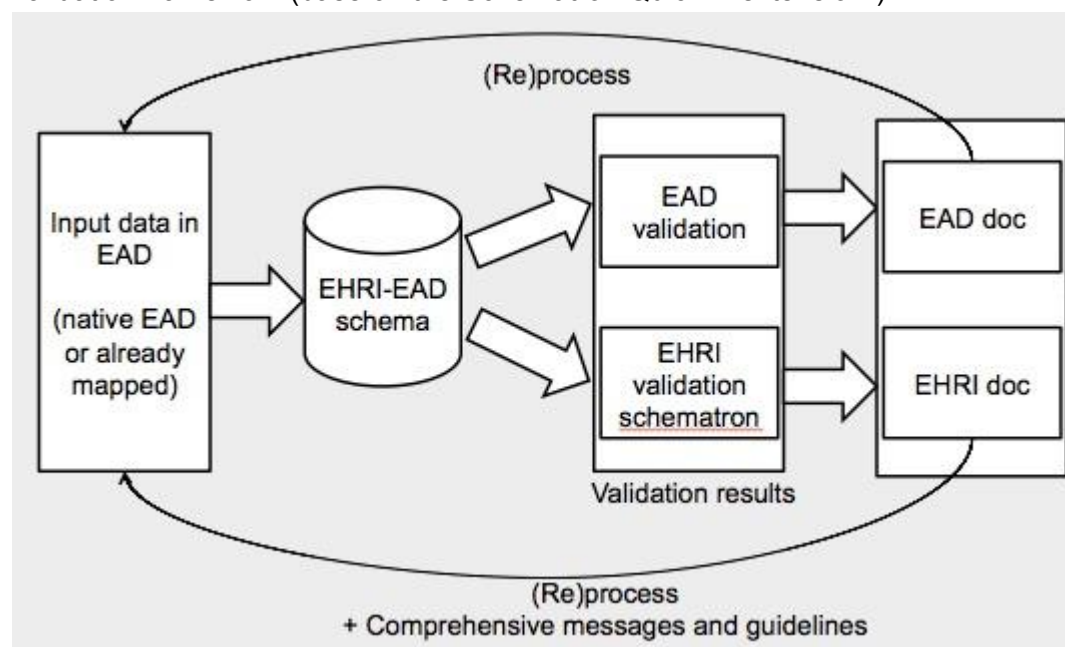 (Re)process
Input data in
EAD
(native EAD
or already
mapped)
EHRI-EAD
schema
EAD
validation
EHRI
validation
schematron
Validation results
EAD doc
EHRI doc
(Re)process
+ Comprehensive messages and guidelines